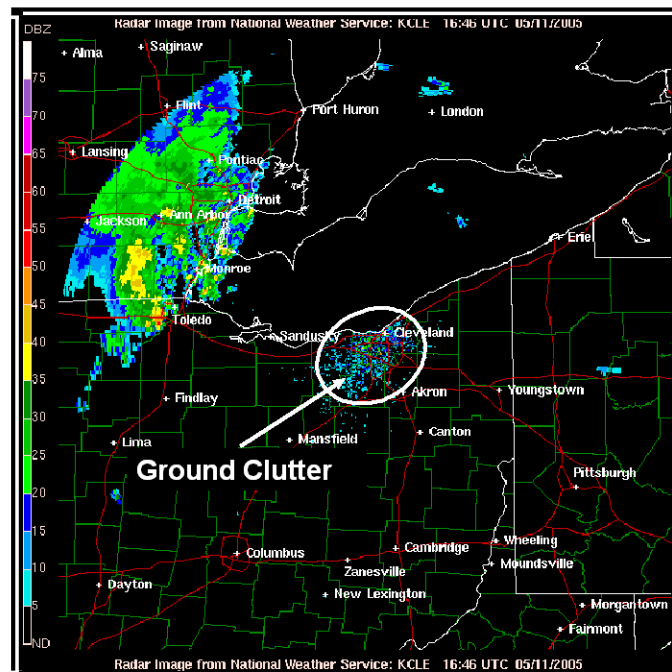 DBZ
Radar Image from National Weather Service: KCLE 16:46 UTC 05/11/2005
Saginaw
Alma
75
70
65
60
55
50
45
40
35
30
25
20
15
10
5
ND
Flint
Port Huron
London
Lansing
Pontiac
Detroit
Ann Arbor
Jackson
Erie
Monroe
Toledo
Sandusky
Cleveland
Findlay
Akron
Youngstown
Canton
Lima
Mansfield
Ground Clutter
Pittsburgh
Columbus
Cambridge
Wheeling
Zanesville
Moundsville
Dayton
New Lexington
Morgantown
Fairmont
Radar Image from National Weather Service: KCLE 16:46 UTC 05/11/2005